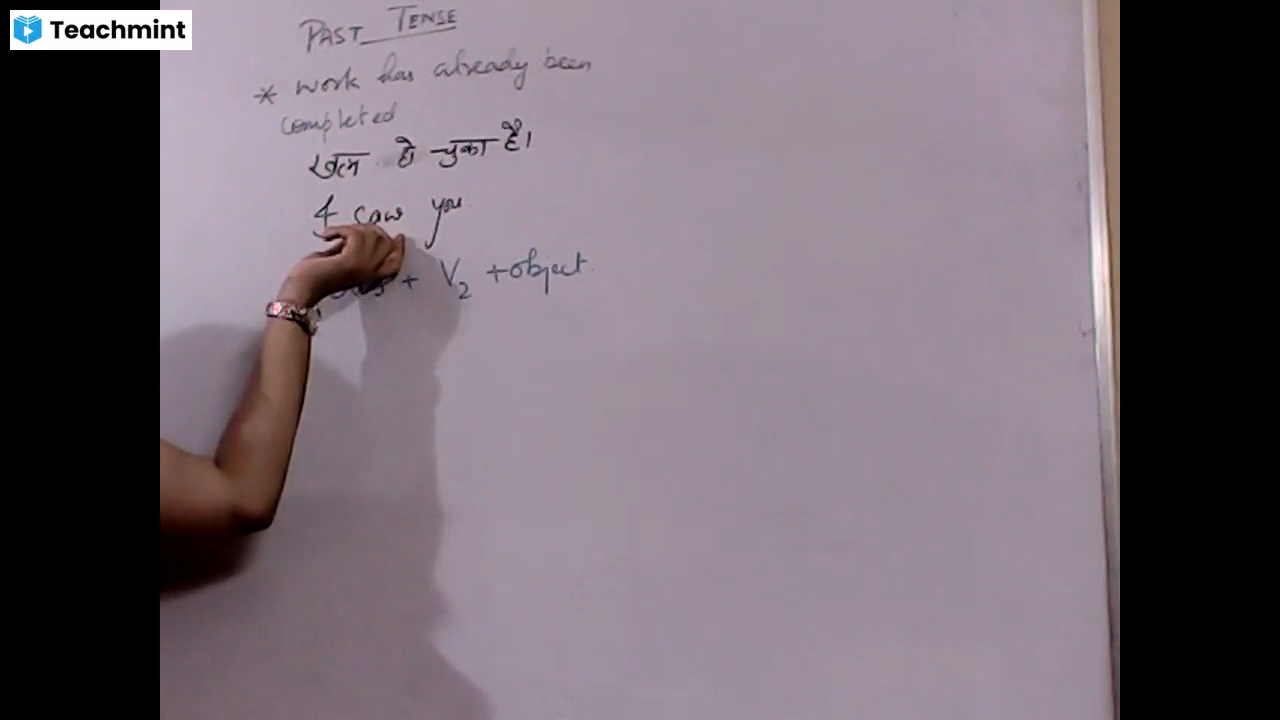 Teachmint
PAST TENSE
* work has already been
completed
खत्म हो चुका है।
I saw you
+ V2 + object